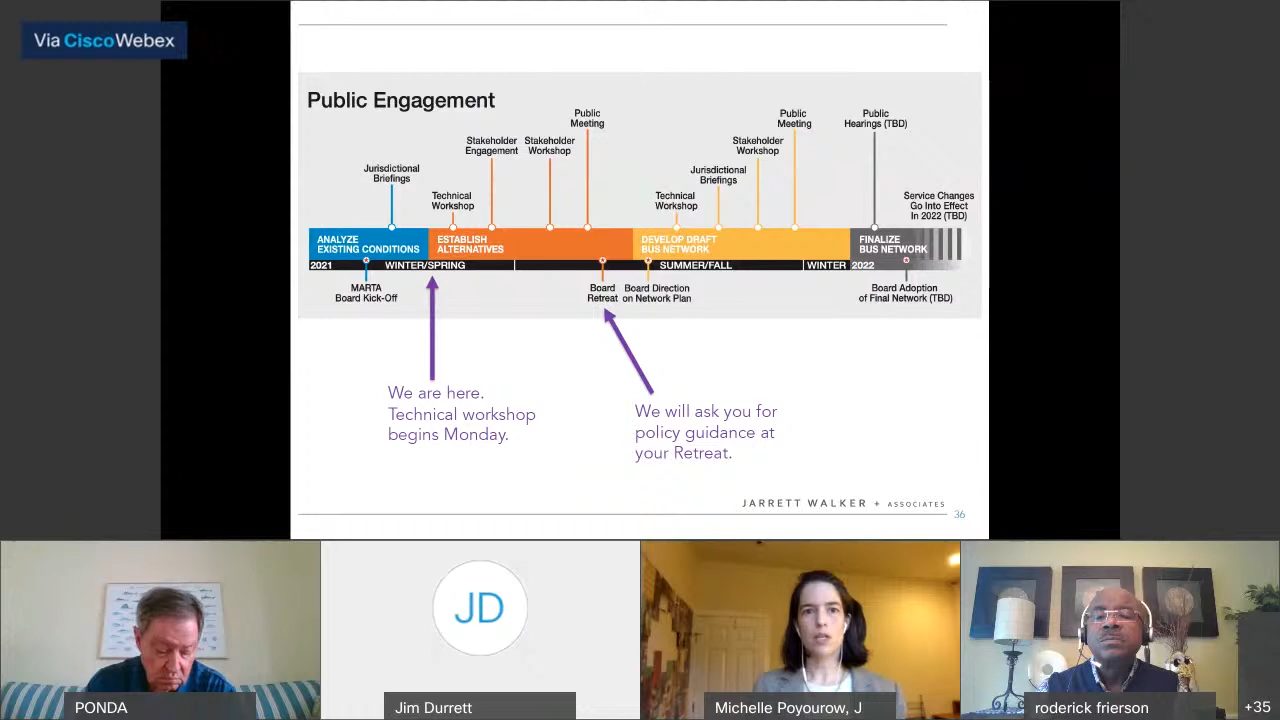 Via Cisco Webex
Public Engagement
Public
Meeting
Public
Meeting
Public
Hearings (TBD)
Stakeholder
Engagement
Stakeholder
Workshop
Stakeholder
Workshop
Jurisdictional
Briefings
Jurisdictional
Briefings
Technical
Workshop
Technical
Workshop
Service Changes
Go Into Effect
In 2022 (TBD)
ANALYZE
EXISTING CONDITIONS
ESTABLISH
ALTERNATIVES
DEVELOP DRAFT
BUS NETWORK
FINALIZE
BUS NETWORK
2021 WINTER/SPRING SUMMER/FALL WINTER 2022
MARTA
Board Kick-Off
Board
Retreat
Board Direction
on Network Plan
Board Adoption
of Final Network (TBD)
We are here.
Technical workshop
begins Monday.
We will ask you for
policy guidance at
your Retreat.
JARRETT WALKER + ASSOCIATES
36
JD
PONDA
Jim Durrett
Michelle Poyourow, J
roderick frierson
+35